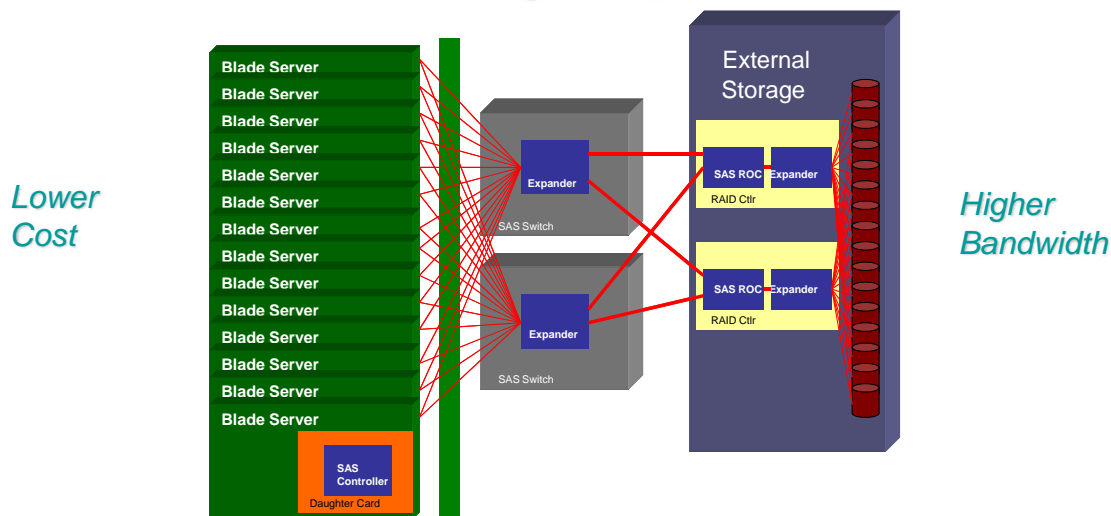 Lower
Cost
Blade Server
Blade Server
Blade Server
Blade Server
Blade Server
Blade Server
Blade Server
Blade Server
Blade Server
Blade Server
Blade Server
Blade Server
Blade Server
Blade Server
SAS
Controller
Daughter Card
Expander
SAS Switch
Expander
SAS Switch
External
Storage
SAS ROC Expander
RAID Ctlr
SAS ROC Expander
RAID Ctlr
Higher
Bandwidth